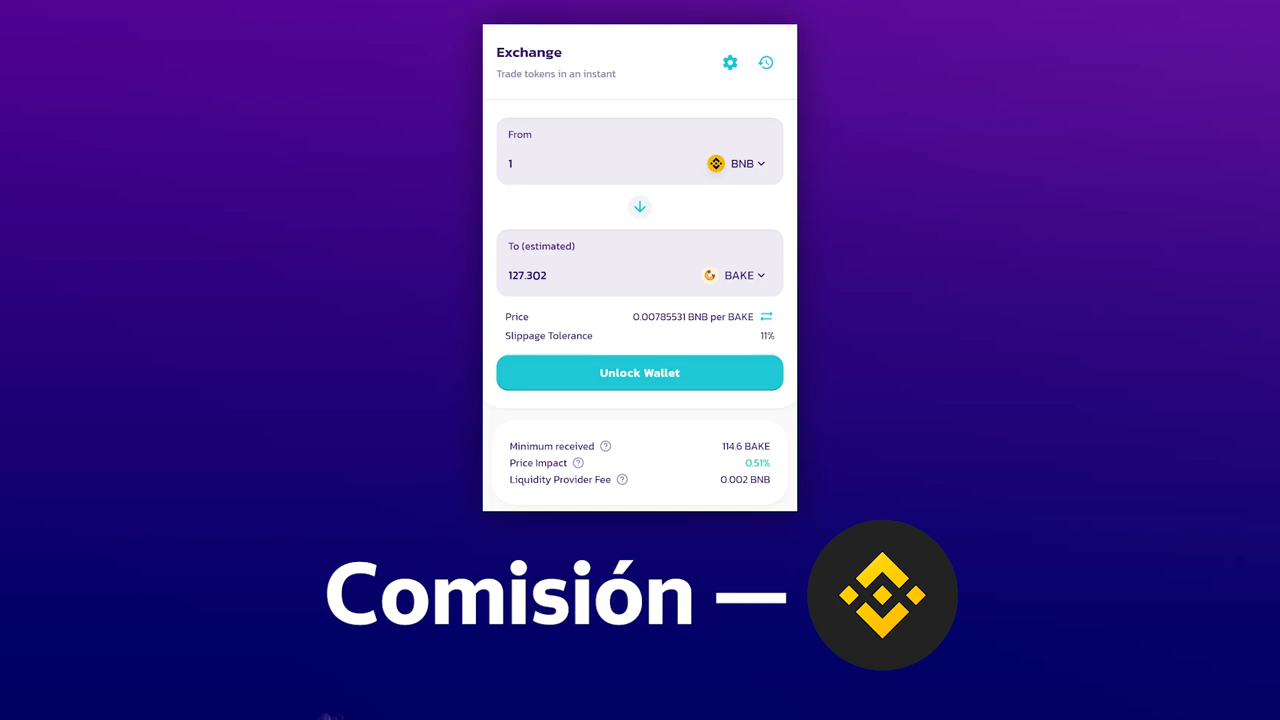 Exchange
Trade tokens in an instant
From
1 BNB
To (estimated)
127.302 BAKE
Price 0.00785531 BNB per BAKE
Slippage Tolerance 11%
Unlock Wallet
Minimum received 114.6 BAKE
Price Impact 0.51%
Liquidity Provider Fee 0.002 BNB
Comisión —